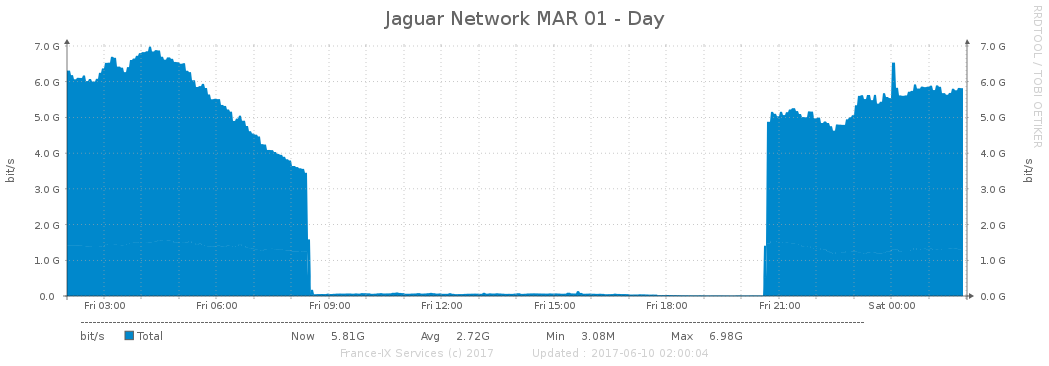 Jaguar Network MAR 01 - Day
RRDTOOL / TOBI OETIKER
bit/s
7.0 G
6.0 G
5.0 G
4.0 G
3.0 G
2.0 G
1.0 G
0.0
7.0 G
6.0 G
5.0 G
4.0 G
3.0 G
2.0 G
1.0 G
0.0 G
bit/s
Fri 03:00 Fri 06:00 Fri 09:00 Fri 12:00 Fri 15:00 Fri 18:00 Fri 21:00 Sat 00:00
bit/s Total Now 5.81G Avg 2.72G Min 3.08M Max 6.98G
France-IX Services (c) 2017 Updated : 2017-06-10 02:00:04